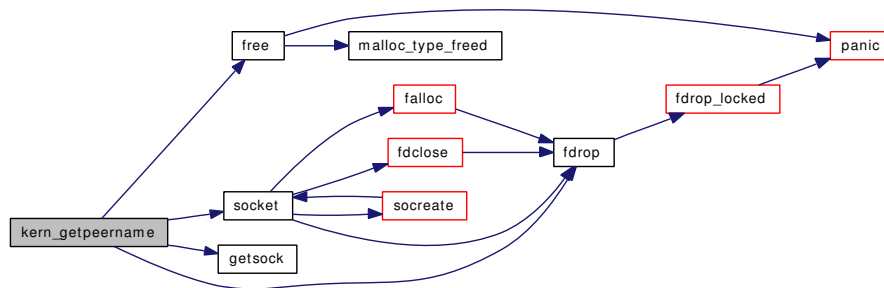 free
malloc_type_freed
panic
falloc
fdrop_locked
fdclose
fdrop
socket
socreate
kern_getpeername
getsock